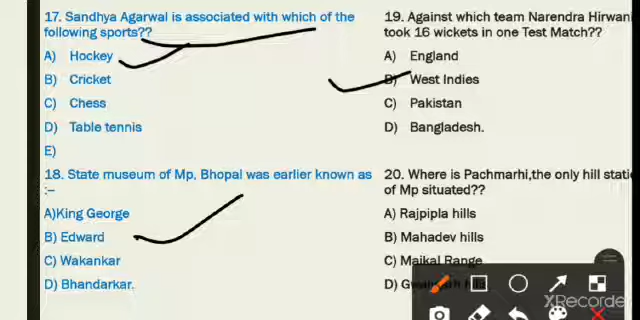 17. Sandhya Agarwal is associated with which of the
following sports??
A) Hockey
B) Cricket
C) Chess
D) Table tennis
E)
18. State museum of Mp, Bhopal was earlier known as
:–
A)King George
B) Edward
C) Wakankar
D) Bhandarkar.
19. Against which team Narendra Hirwani
took 16 wickets in one Test Match??
A) England
B) West Indies
C) Pakistan
D) Bangladesh.
20. Where is Pachmarhi,the only hill
of Mp situated??
A) Rajpipla hills
B) Mahadev hills
C) Maikal Range
D)
XRecorder